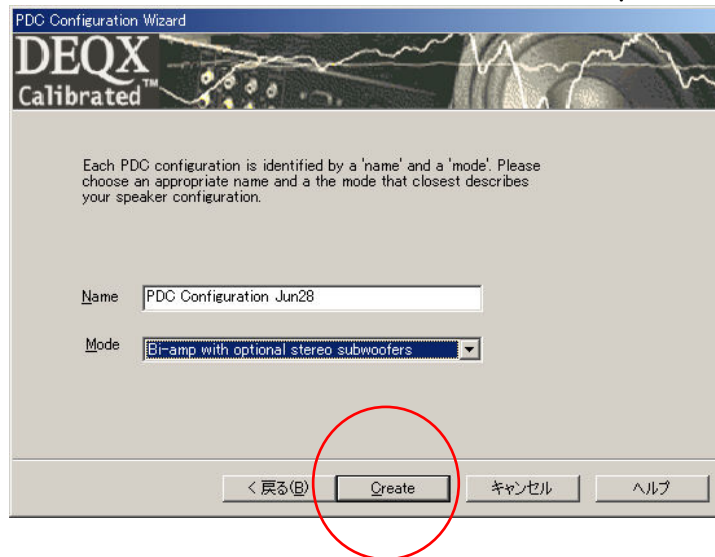 PDC Configuration Wizard
DEQX
Calibrated™
Each PDC configuration is identified by a 'name' and a 'mode'. Please
choose an appropriate name and a the mode that closest describes
your speaker configuration.
Name PDC Configuration Jun28
Mode Bi-amp with optional stereo subwoofers
< 戻る(B) Create キャンセル ヘルプ